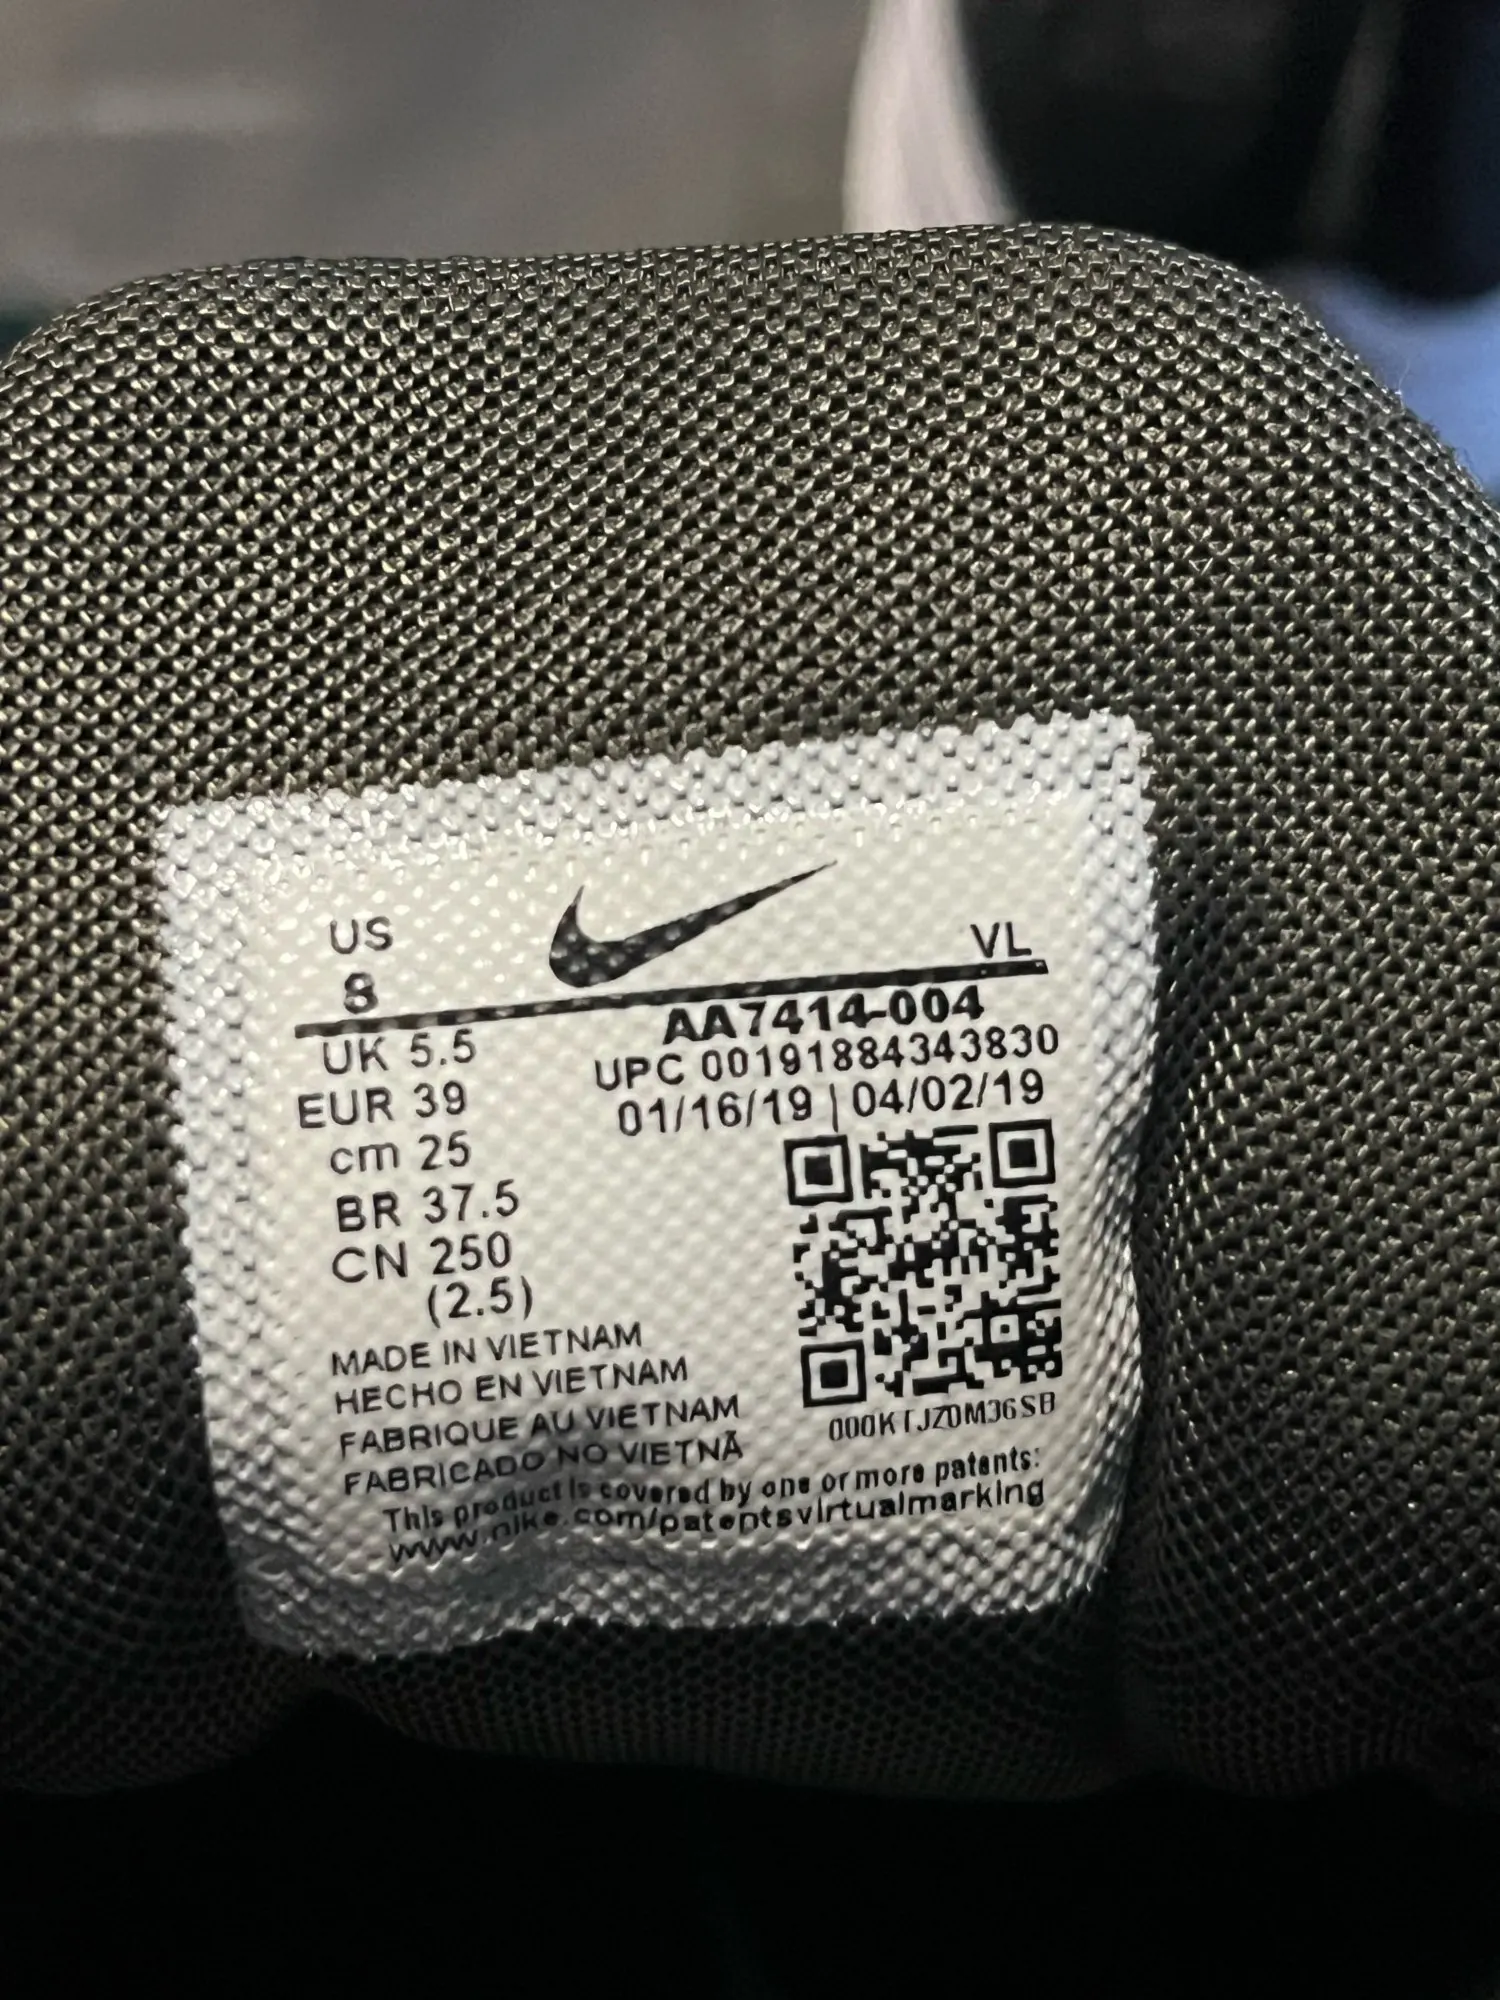 US
8
VL
AA7414-004
UPC 00191884343830
01/16/19 | 04/02/19
UK 5.5
EUR 39
cm 25
BR 37.5
CN 250
(2.5)
MADE IN VIETNAM
HECHO EN VIETNAM
FABRIQUE AU VIETNAM
FABRICADO NO VIETNÃ
000KTJZ0M36SB
This product is covered by one or more patents:
www.nike.com/patentsvirtualmarking